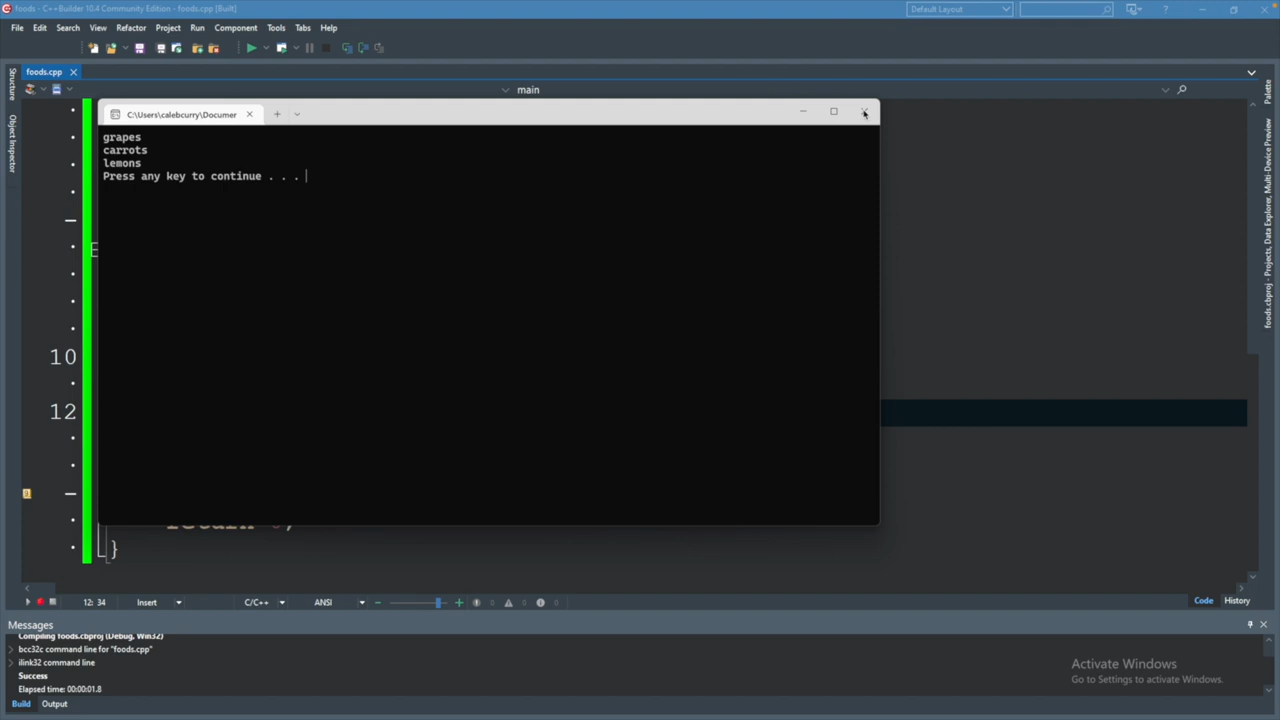 foods - C++Builder 10.4 Community Edition - foods.cpp [Built]
Default Layout
File Edit Search View Refactor Project Run Component Tools Tabs Help
foods.cpp
main
Structure
Object Inspector
Palette
Data Explorer, Multi-Device Preview
foods.cbproj - Projects,
C:\Users\calebcurry\Documer
grapes
carrots
lemons
Press any key to continue . . .
10
12
}
12: 34 Insert C/C++ ANSI 0 0 0 Code History
Messages
Compiling foods.cbproj (Debug, Win32)
bcc32c command line for "foods.cpp"
ilink32 command line
Success
Elapsed time: 00:00:01.8
Build Output
Activate Windows
Go to Settings to activate Windows.